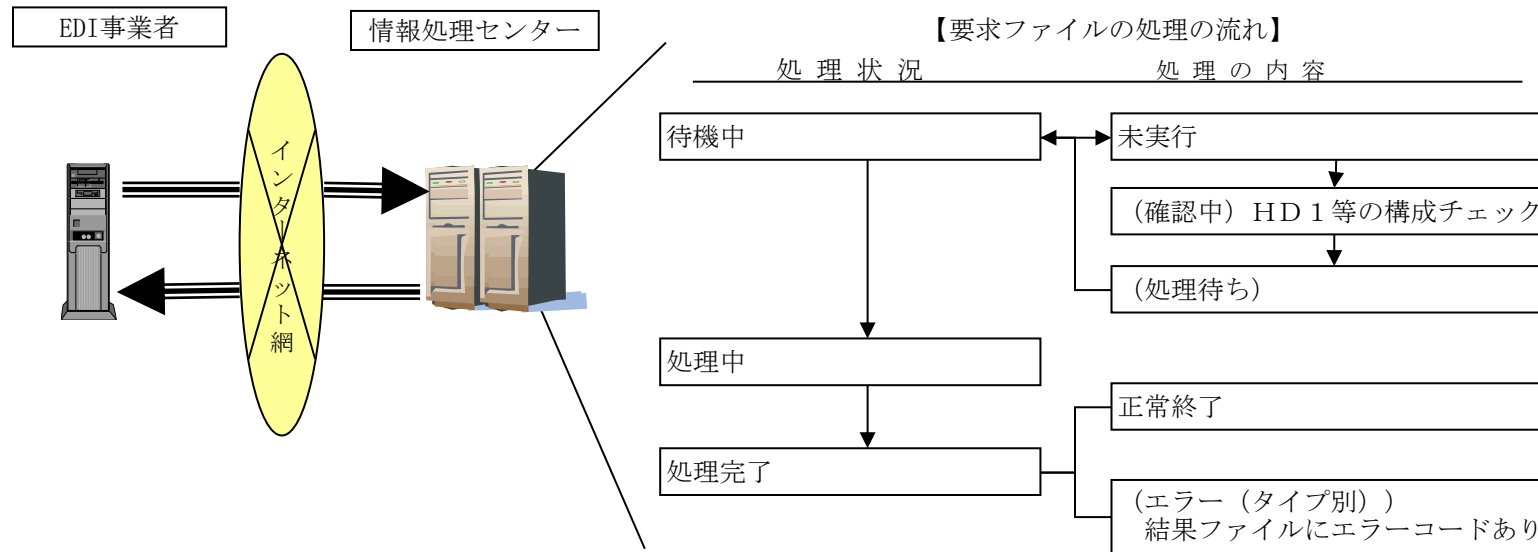 EDI事業者
情報処理センター
インターネット網
【要求ファイルの処理の流れ】
処理状況
処理の内容
待機中
未実行
(確認中)HD1等の構成チェック
(処理待ち)
処理中
正常終了
処理完了
(エラー(タイプ別))
結果ファイルにエラーコードあり